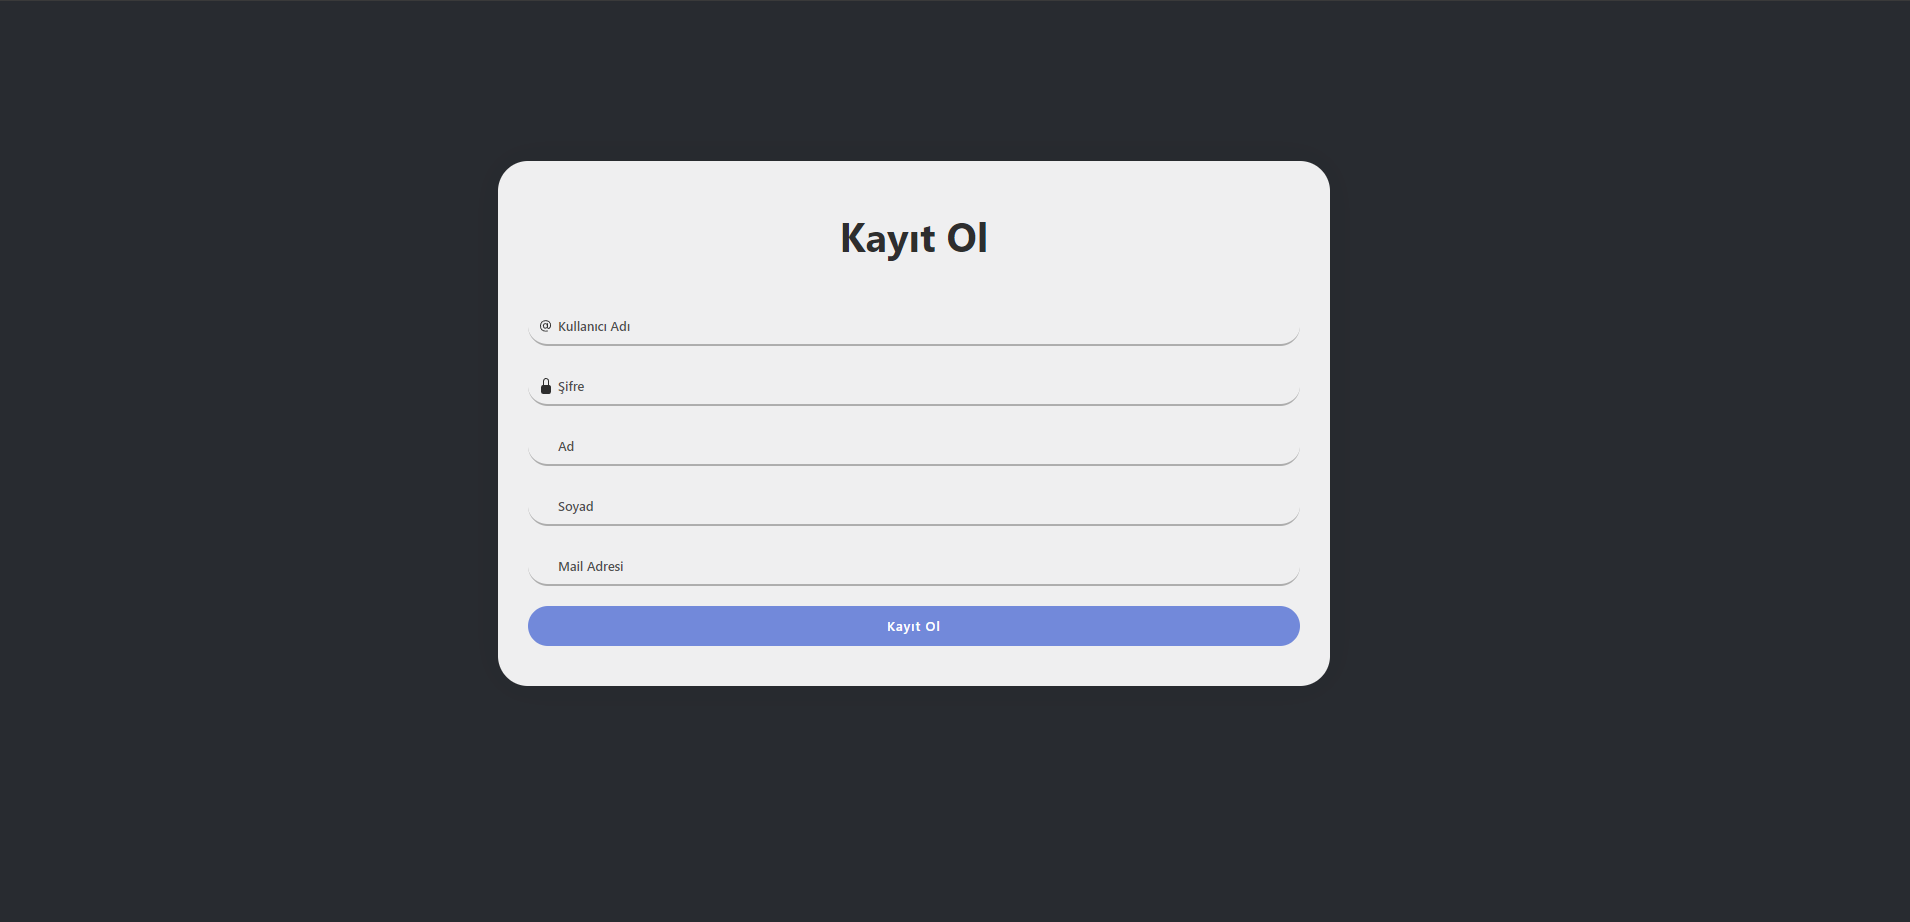 Kayıt Ol
@ Kullanıcı Adı
Şifre
Ad
Soyad
Mail Adresi
Kayıt Ol